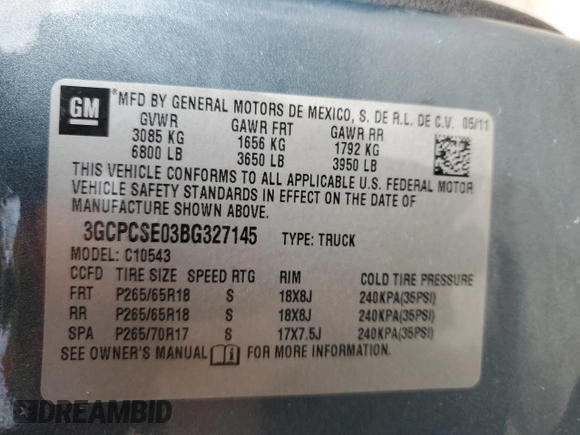 GM ®MFD BY GENERAL MOTORS DE MEXICO, S. DE R.L. DE C.V. 05/11
GVWR GAWR FRT GAWR RR
3085 KG 1656 KG 1792 KG
6800 LB 3650 LB 3950 LB
THIS VEHICLE CONFORMS TO ALL APPLICABLE U.S. FEDERAL MOTOR
VEHICLE SAFETY STANDARDS IN EFFECT ON THE DATE OF
MANUFACTURE SHOWN ABOVE.
3GCPCSE03BG327145 TYPE: TRUCK
MODEL: C10543
CCFD TIRE SIZE SPEED RTG RIM COLD TIRE PRESSURE
FRT P265/65R18 S 18X8J 240KPA(35PSI)
RR P265/65R18 S 18X8J 240KPA(35PSI)
SPA P265/70R17 S 17X7.5J 240KPA(35PSI)
SEE OWNER'S MANUAL FOR MORE INFORMATION.
DREAMBID